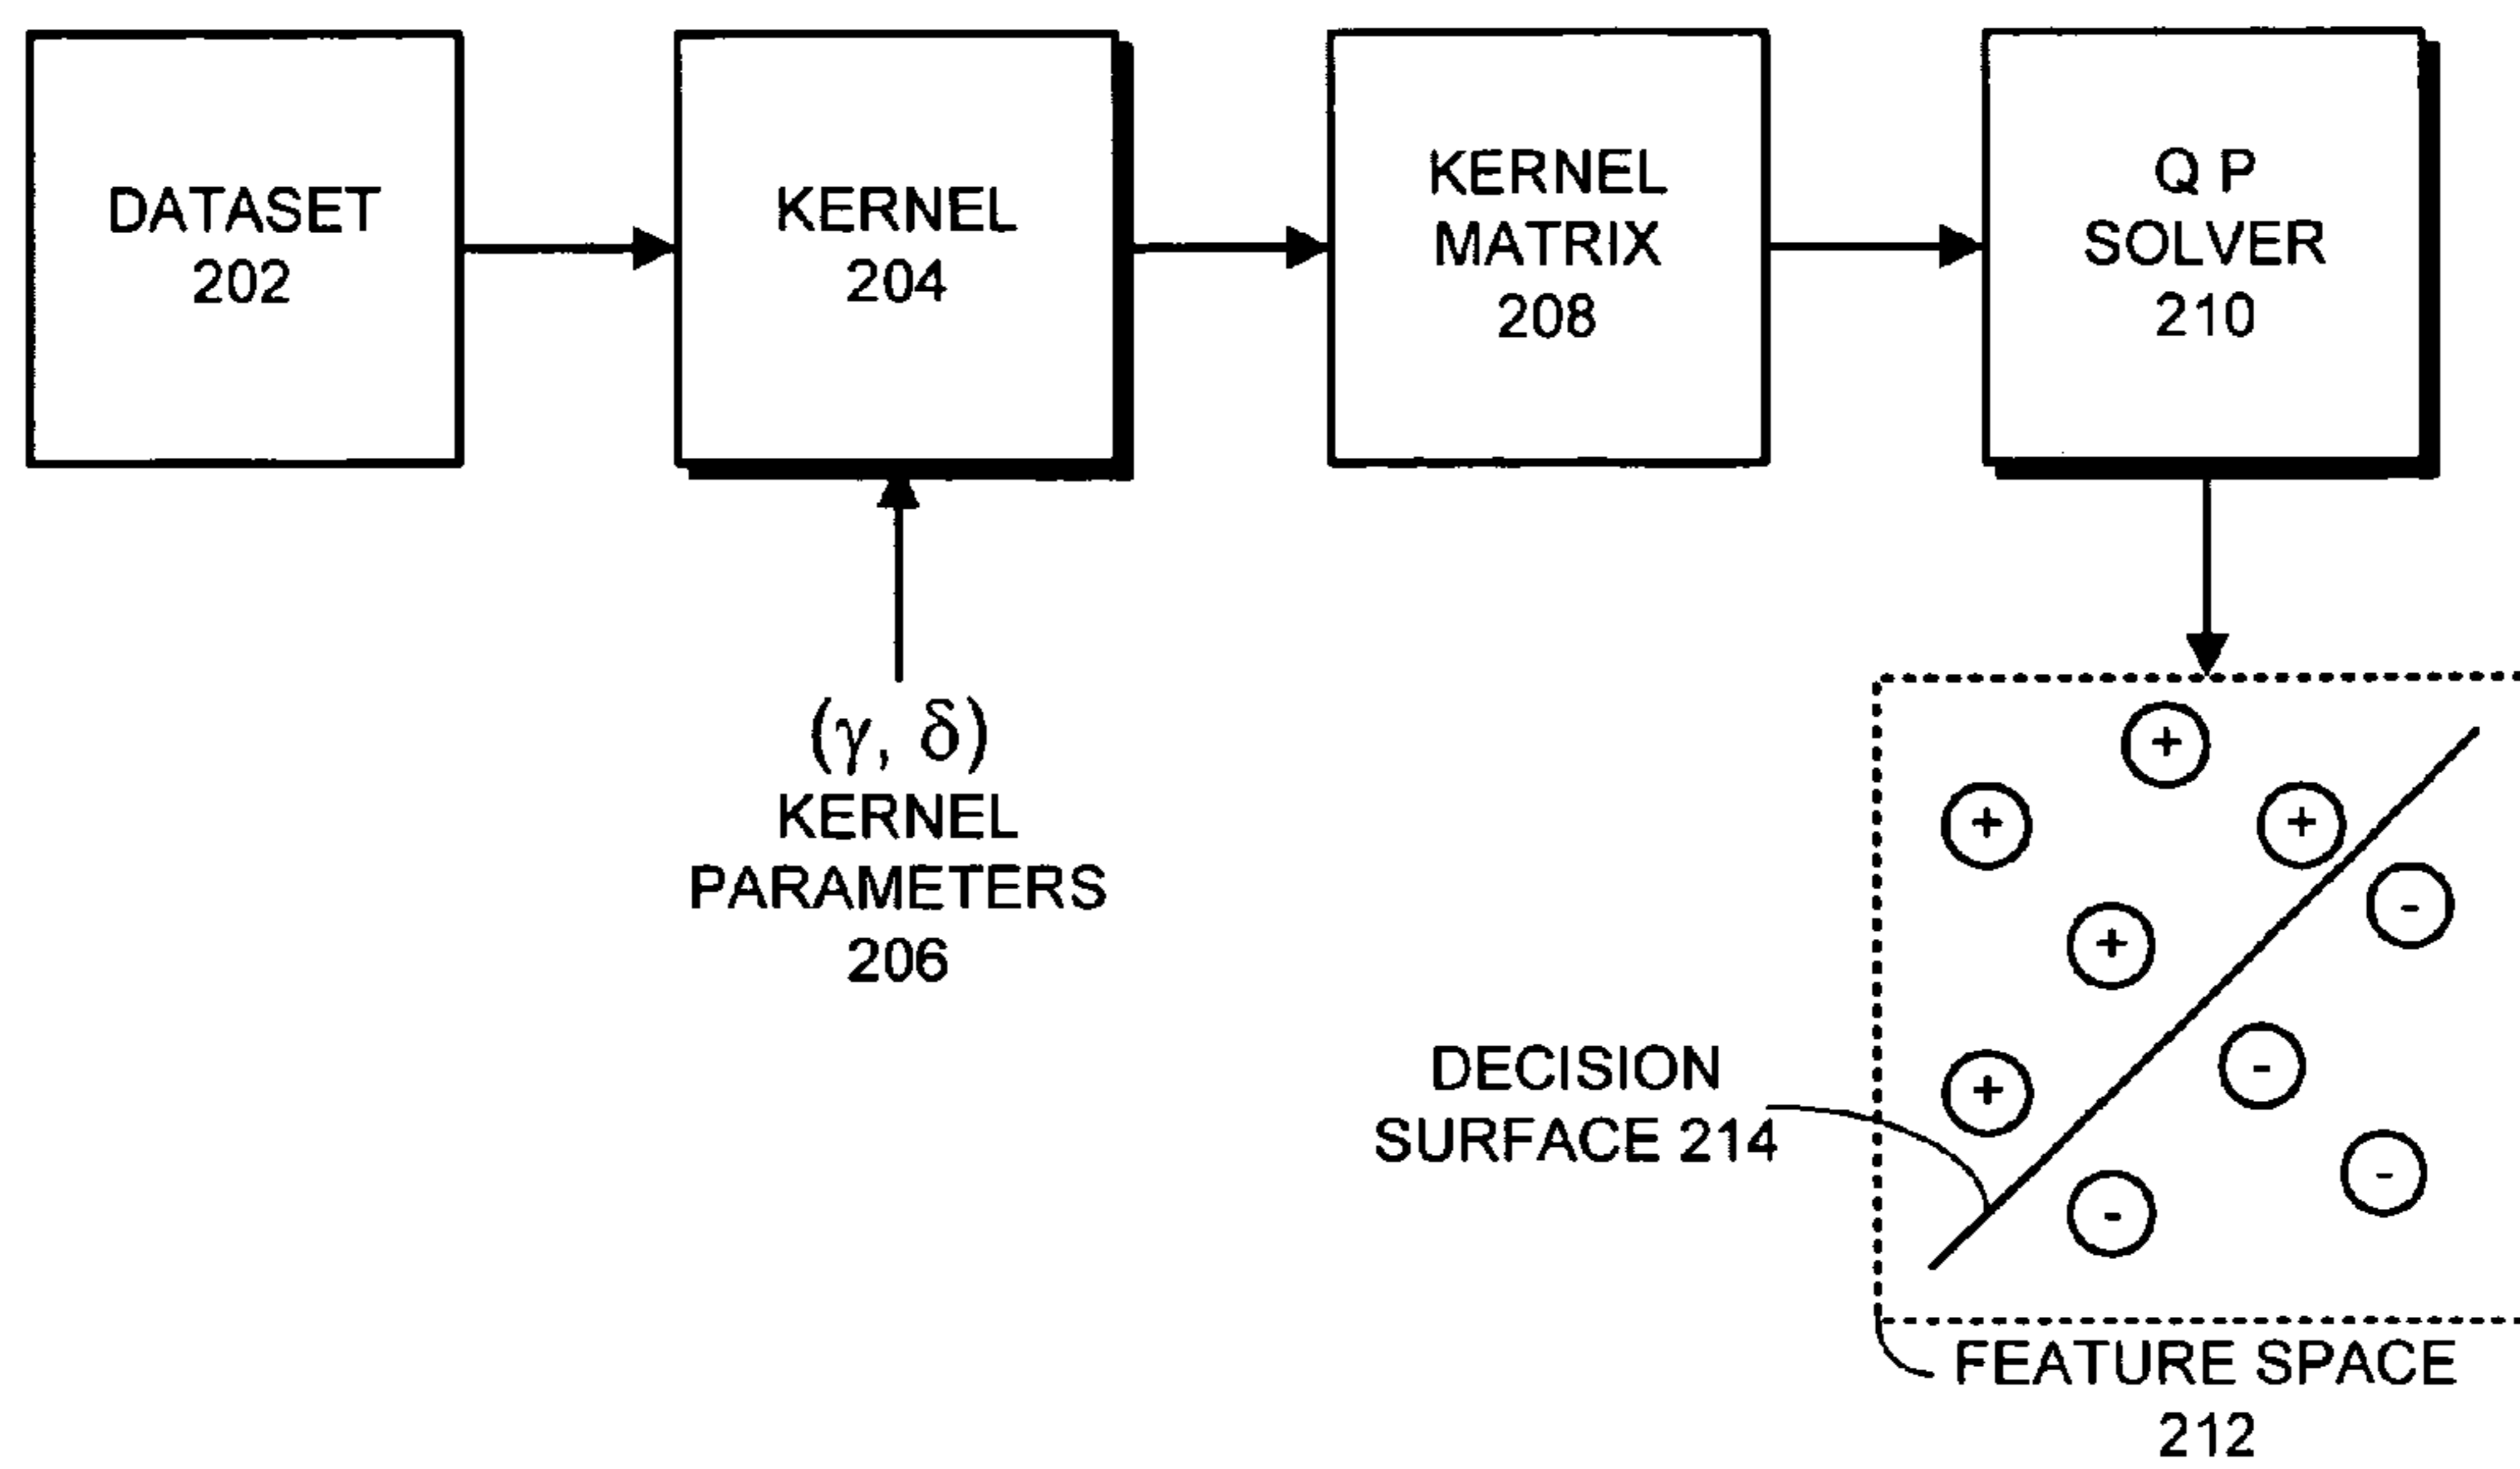 DATASET
202
KERNEL
204
KERNEL
MATRIX
208
Q P
SOLVER
210
(γ, δ)
KERNEL
PARAMETERS
206
+
+
+
+
+
-
-
-
-
DECISION
SURFACE 214
FEATURE SPACE
212